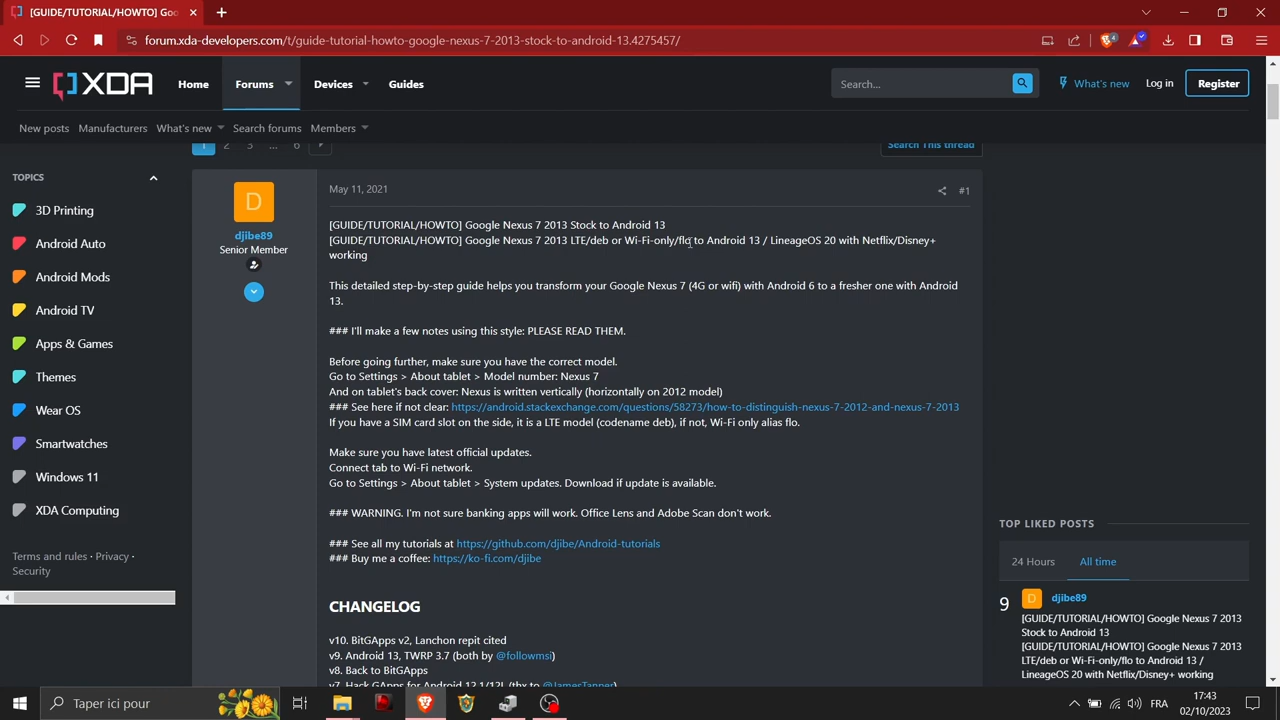 [GUIDE/TUTORIAL/HOWTO] Goo
forum.xda-developers.com/t/guide-tutorial-howto-google-nexus-7-2013-stock-to-android-13.4275457/
4
XDA
Home
Forums
Devices
Guides
Search...
What's new
Log in
Register
New posts
Manufacturers
What's new
Search forums
Members
1
2
3
...
6
Search This thread
TOPICS
3D Printing
Android Auto
Android Mods
Android TV
Apps & Games
Themes
Wear OS
Smartwatches
Windows 11
XDA Computing
Terms and rules · Privacy ·
Security
D
djibe89
Senior Member
May 11, 2021
#1
[GUIDE/TUTORIAL/HOWTO] Google Nexus 7 2013 Stock to Android 13
[GUIDE/TUTORIAL/HOWTO] Google Nexus 7 2013 LTE/deb or Wi-Fi-only/flo to Android 13 / LineageOS 20 with Netflix/Disney+
working
This detailed step-by-step guide helps you transform your Google Nexus 7 (4G or wifi) with Android 6 to a fresher one with Android
13.
### I'll make a few notes using this style: PLEASE READ THEM.
Before going further, make sure you have the correct model.
Go to Settings > About tablet > Model number: Nexus 7
And on tablet's back cover: Nexus is written vertically (horizontally on 2012 model)
### See here if not clear: https://android.stackexchange.com/questions/58273/how-to-distinguish-nexus-7-2012-and-nexus-7-2013
If you have a SIM card slot on the side, it is a LTE model (codename deb), if not, Wi-Fi only alias flo.
Make sure you have latest official updates.
Connect tab to Wi-Fi network.
Go to Settings > About tablet > System updates. Download if update is available.
### WARNING. I'm not sure banking apps will work. Office Lens and Adobe Scan don't work.
### See all my tutorials at https://github.com/djibe/Android-tutorials
### Buy me a coffee: https://ko-fi.com/djibe
CHANGELOG
v10. BitGApps v2, Lanchon repit cited
v9. Android 13, TWRP 3.7 (both by @followmsi)
v8. Back to BitGApps
v7. Hack GApps for Android 12.1/12L (thx to @JamesTapper)
TOP LIKED POSTS
24 Hours
All time
9
D
djibe89
[GUIDE/TUTORIAL/HOWTO] Google Nexus 7 2013
Stock to Android 13
[GUIDE/TUTORIAL/HOWTO] Google Nexus 7 2013
LTE/deb or Wi-Fi-only/flo to Android 13 /
LineageOS 20 with Netflix/Disney+ working
Taper ici pour
FRA
17:43
02/10/2023